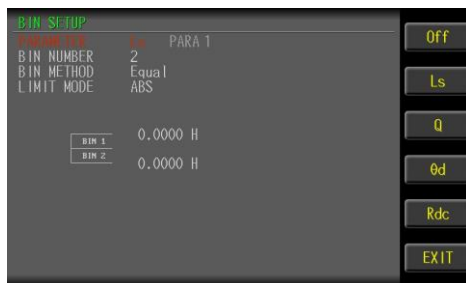 BIN SETUP
PARAMETER Ls PARA 1
BIN NUMBER 2
BIN METHOD Equal
LIMIT MODE ABS
BIN 1 0.0000 H
BIN 2 0.0000 H
Off
Ls
Q
θd
Rdc
EXIT